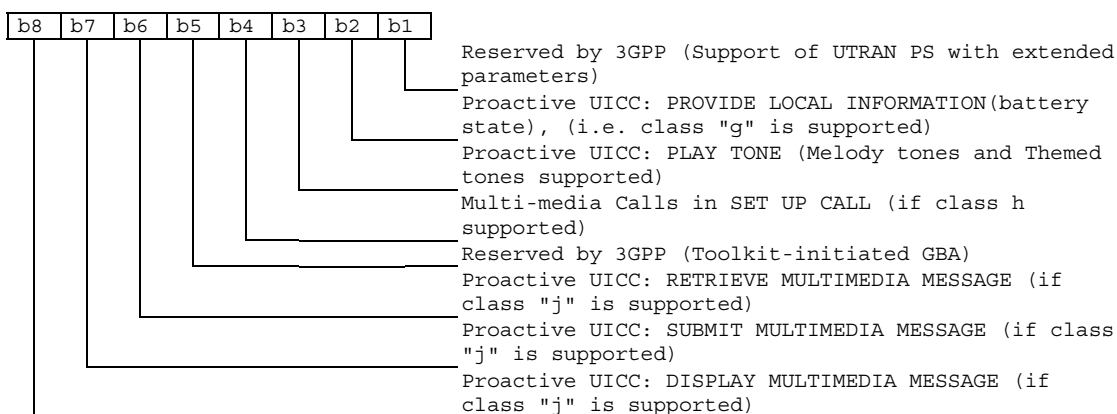 b8 b7 b6 b5 b4 b3 b2 b1
Reserved by 3GPP (Support of UTRAN PS with extended
parameters)
Proactive UICC: PROVIDE LOCAL INFORMATION(battery
state), (i.e. class "g" is supported)
Proactive UICC: PLAY TONE (Melody tones and Themed
tones supported)
Multi-media Calls in SET UP CALL (if class h
supported)
Reserved by 3GPP (Toolkit-initiated GBA)
Proactive UICC: RETRIEVE MULTIMEDIA MESSAGE (if
class "j" is supported)
Proactive UICC: SUBMIT MULTIMEDIA MESSAGE (if class
"j" is supported)
Proactive UICC: DISPLAY MULTIMEDIA MESSAGE (if
class "j" is supported)